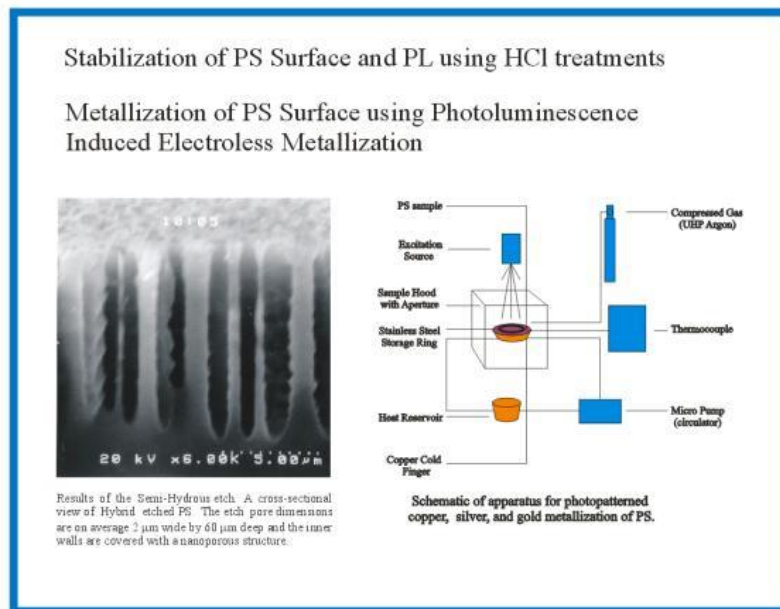 Stabilization of PS Surface and PL using HCl treatments
Metallization of PS Surface using Photoluminescence
Induced Electroless Metallization
10:05
20 kV x6.00k 5.00μm
Results of the Semi-Hydrous etch. A cross-sectional
view of Hybrid etched PS. The etch pore dimensions
are on average 2 μm wide by 60 μm deep and the inner
walls are covered with a nanoporous structure.
PS sample
Excitation
Source
Sample Hood
with Aperture
Stainless Steel
Storage Ring
Heat Reservoir
Copper Cold
Finger
Compressed Gas
(UHP Argon)
Thermocouple
Micro Pump
(circulator)
Schematic of apparatus for photopatterned
copper, silver, and gold metallization of PS.